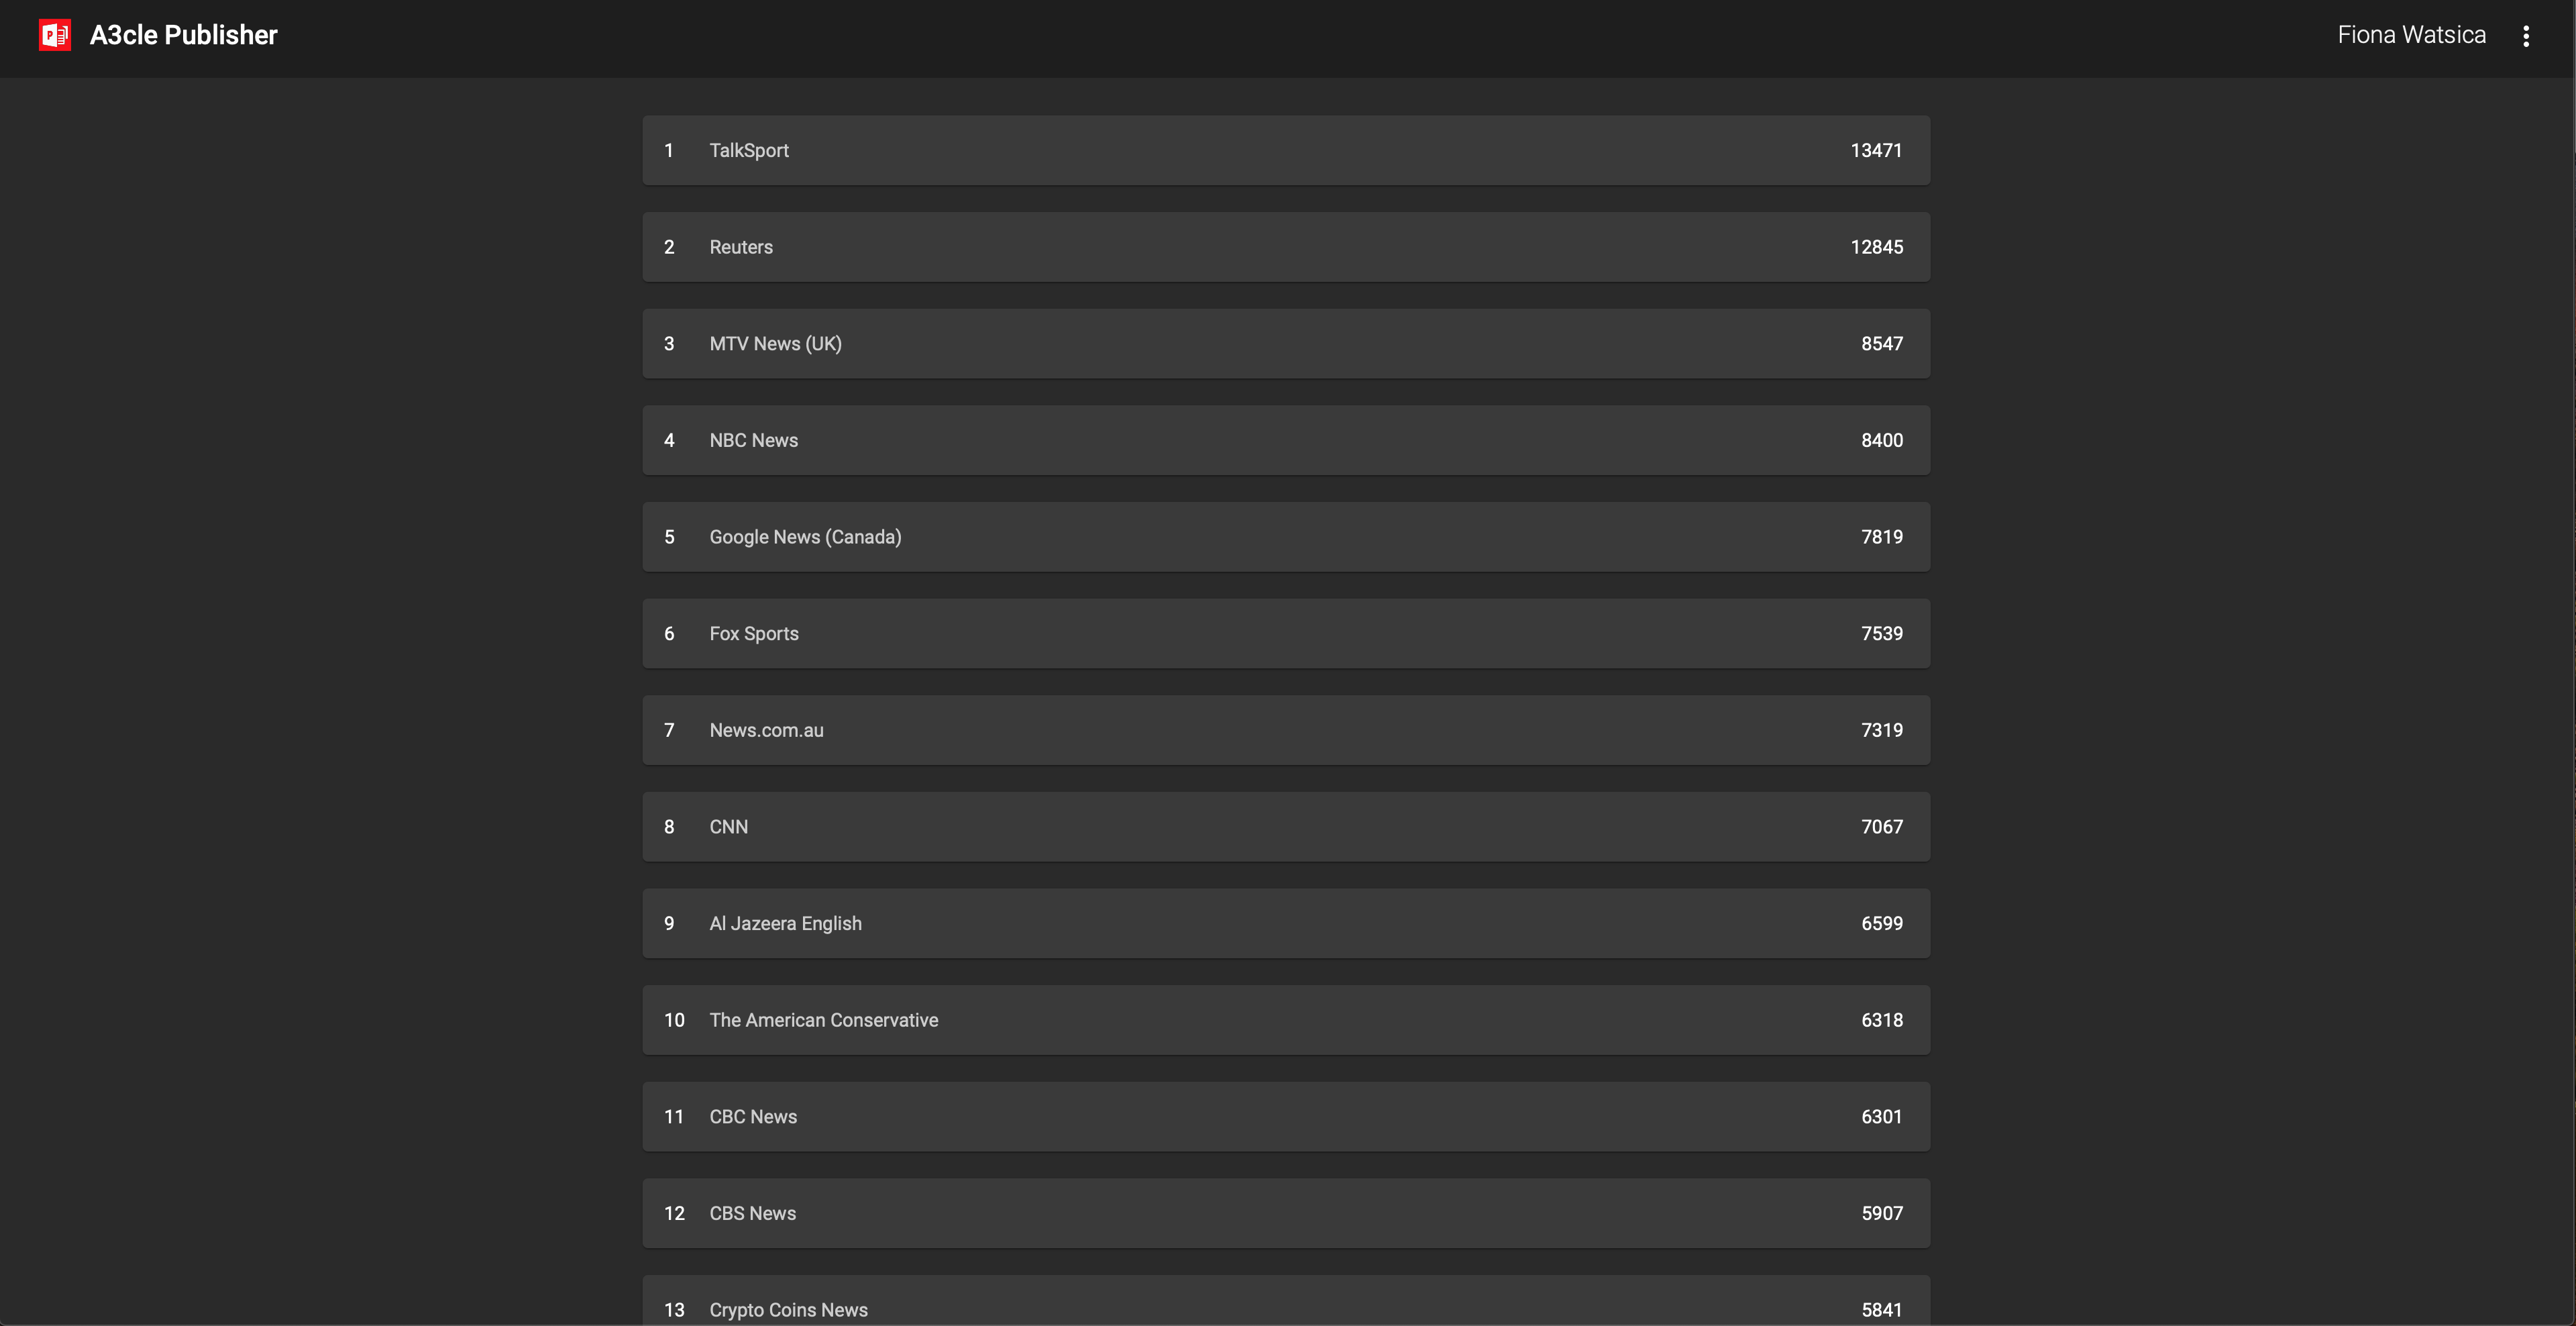 A3cle Publisher
Fiona Watsica
1 TalkSport 13471
2 Reuters 12845
3 MTV News (UK) 8547
4 NBC News 8400
5 Google News (Canada) 7819
6 Fox Sports 7539
7 News.com.au 7319
8 CNN 7067
9 Al Jazeera English 6599
10 The American Conservative 6318
11 CBC News 6301
12 CBS News 5907
13 Crypto Coins News 5841